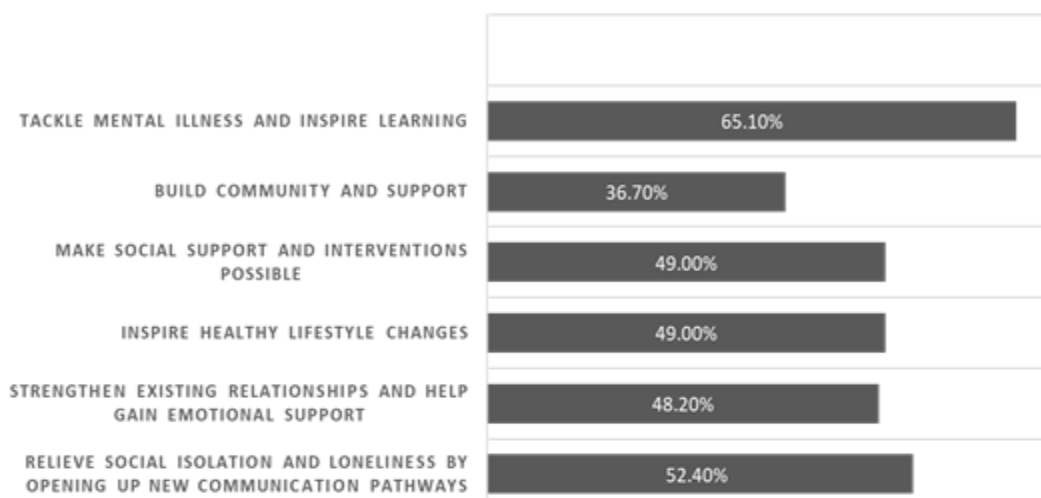 TACKLE MENTAL ILLNESS AND INSPIRE LEARNING
65.10%
BUILD COMMUNITY AND SUPPORT
36.70%
MAKE SOCIAL SUPPORT AND INTERVENTIONS
POSSIBLE
49.00%
INSPIRE HEALTHY LIFESTYLE CHANGES
49.00%
STRENGTHEN EXISTING RELATIONSHIPS AND HELP
GAIN EMOTIONAL SUPPORT
48.20%
RELIEVE SOCIAL ISOLATION AND LONELINESS BY
OPENING UP NEW COMMUNICATION PATHWAYS
52.40%